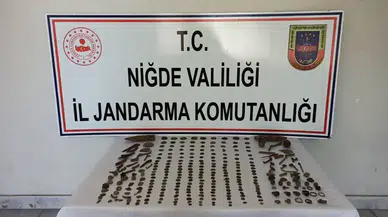 T.C.
NİĞDE VALİLİĞİ
İL JANDARMA KOMUTANLIĞI